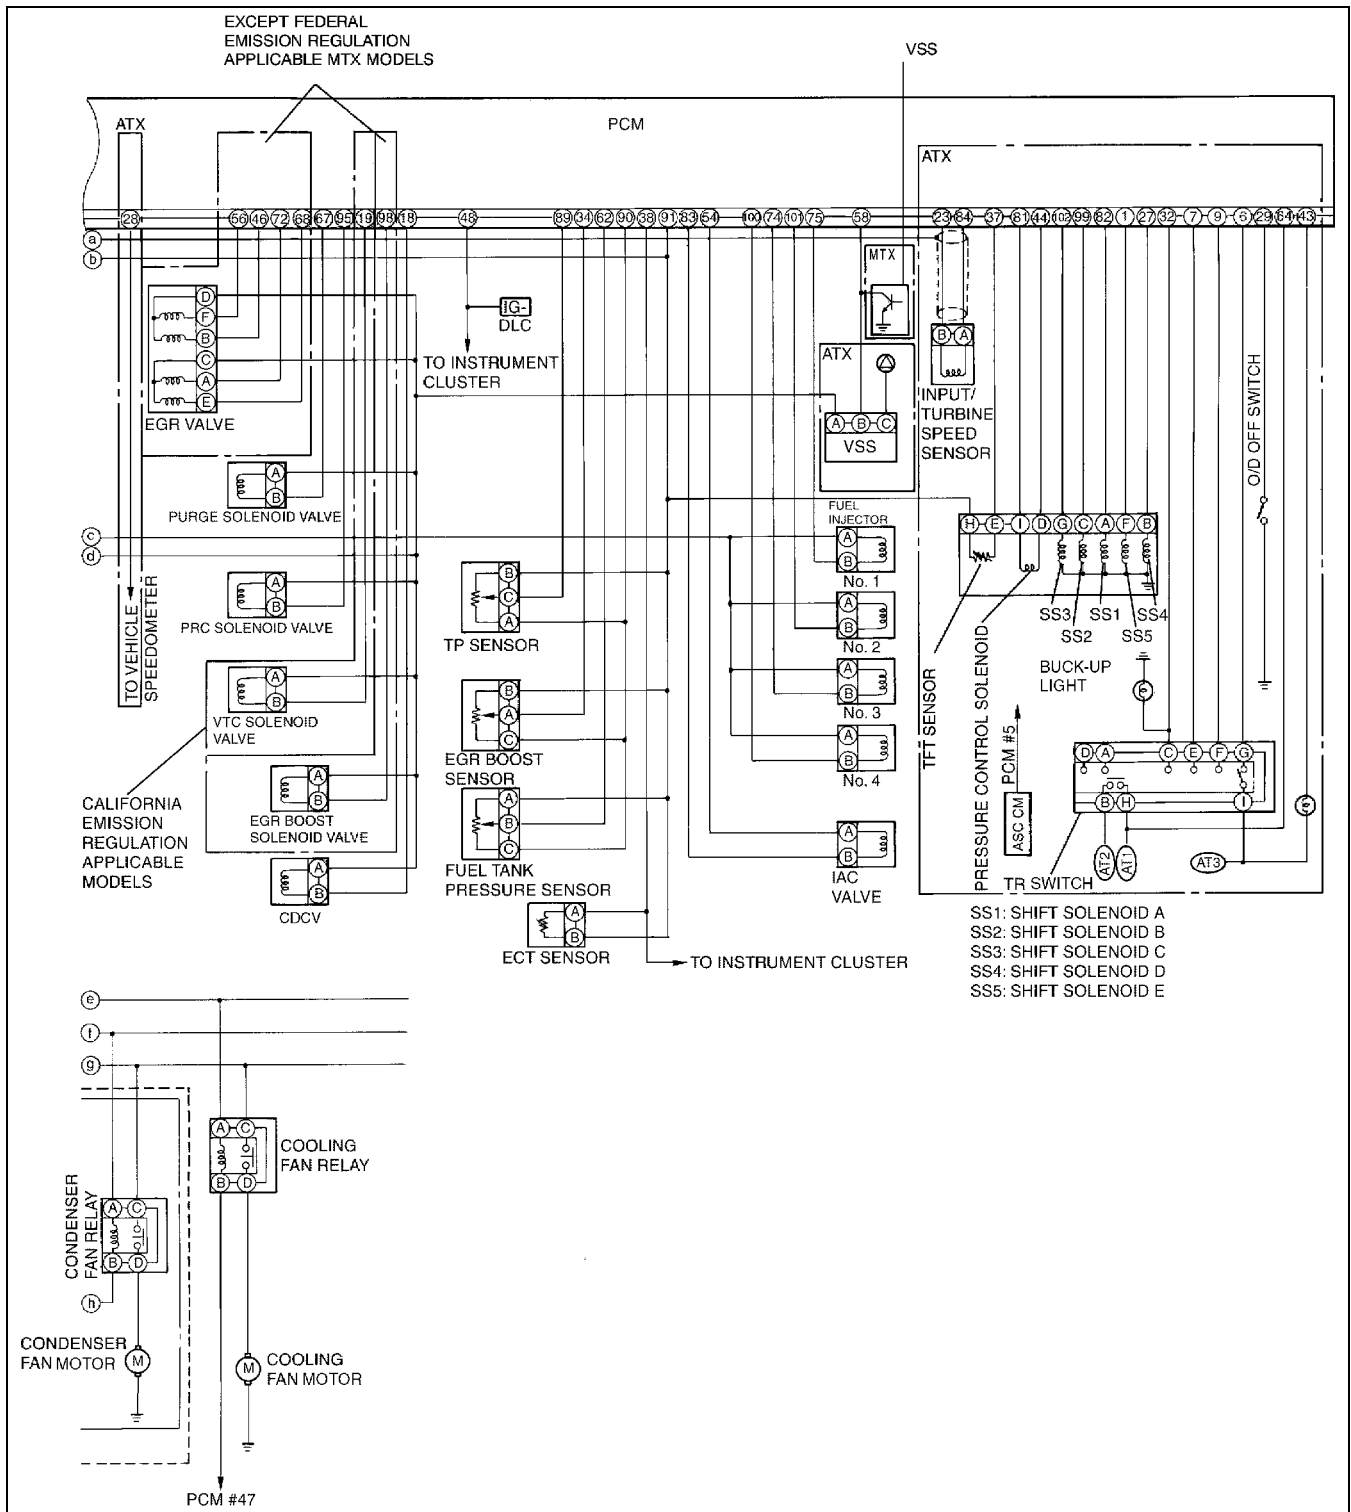 EXCEPT FEDERAL
EMISSION REGULATION
APPLICABLE MTX MODELS
VSS
ATX
PCM
ATX
28
56 46 72 68 67 95 19 98 18
48
89 34 62 90 38 91 83 54
100 74 101 75
58
23 84 37 81 44 102 99 82 1 27 32 7 9 6 29 64 43
a
b
MTX
D
F
B
C
A
E
EGR VALVE
IG-
DLC
TO INSTRUMENT
CLUSTER
ATX
A B C
VSS
B A
INPUT/
TURBINE
SPEED
SENSOR
O/D OFF SWITCH
A
B
PURGE SOLENOID VALVE
c
d
FUEL
INJECTOR
A
B
No. 1
A
B
No. 2
A
B
No. 3
A
B
No. 4
H E I D G C A F B
SS3
SS2
SS1
SS5
SS4
TFT SENSOR
PRESSURE CONTROL SOLENOID
BUCK-UP
LIGHT
PCM #5
ASC CM
D A C E F G
B H I
AT2
AT1
AT3
TR SWITCH
A
B
PRC SOLENOID VALVE
TO VEHICLE
SPEEDOMETER
B
C
A
TP SENSOR
A
B
VTC SOLENOID
VALVE
B
A
C
EGR BOOST
SENSOR
A
B
EGR BOOST
SOLENOID VALVE
CALIFORNIA
EMISSION
REGULATION
APPLICABLE
MODELS
A
B
C
FUEL TANK
PRESSURE SENSOR
A
B
CDCV
A
B
IAC
VALVE
A
B
ECT SENSOR
TO INSTRUMENT CLUSTER
SS1: SHIFT SOLENOID A
SS2: SHIFT SOLENOID B
SS3: SHIFT SOLENOID C
SS4: SHIFT SOLENOID D
SS5: SHIFT SOLENOID E
e
f
g
A C
B D
COOLING
FAN RELAY
CONDENSER
FAN RELAY
A C
B D
h
CONDENSER
FAN MOTOR
M
M
COOLING
FAN MOTOR
PCM #47